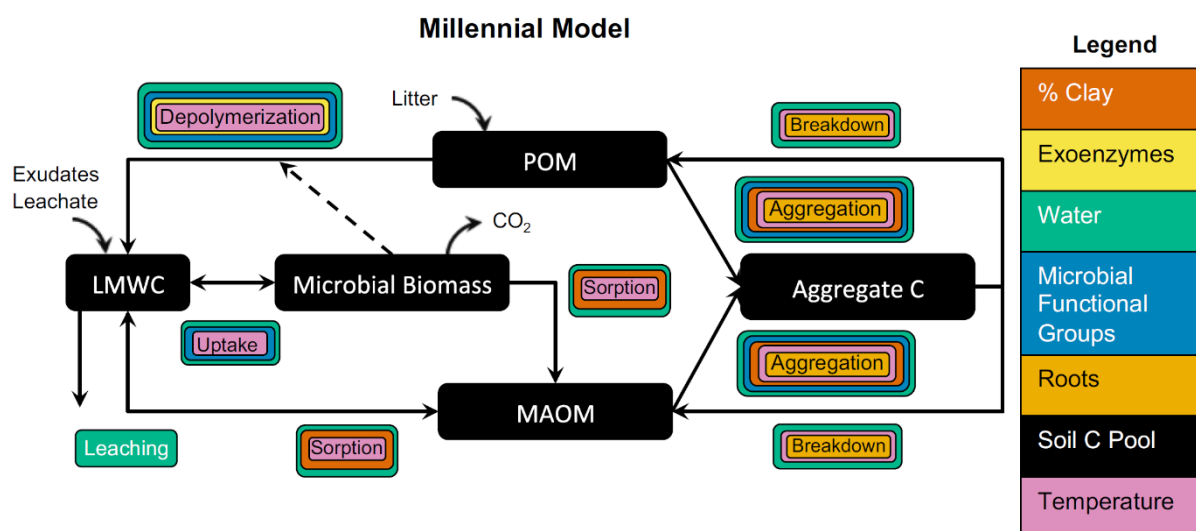 Millennial Model
Legend
% Clay
Exoenzymes
Water
Microbial
Functional
Groups
Roots
Soil C Pool
Temperature
Litter
Depolymerization
Breakdown
POM
Exudates
Leachate
Aggregation
CO₂
LMWC
Microbial Biomass
Sorption
Aggregate C
Uptake
Aggregation
MAOM
Leaching
Sorption
Breakdown